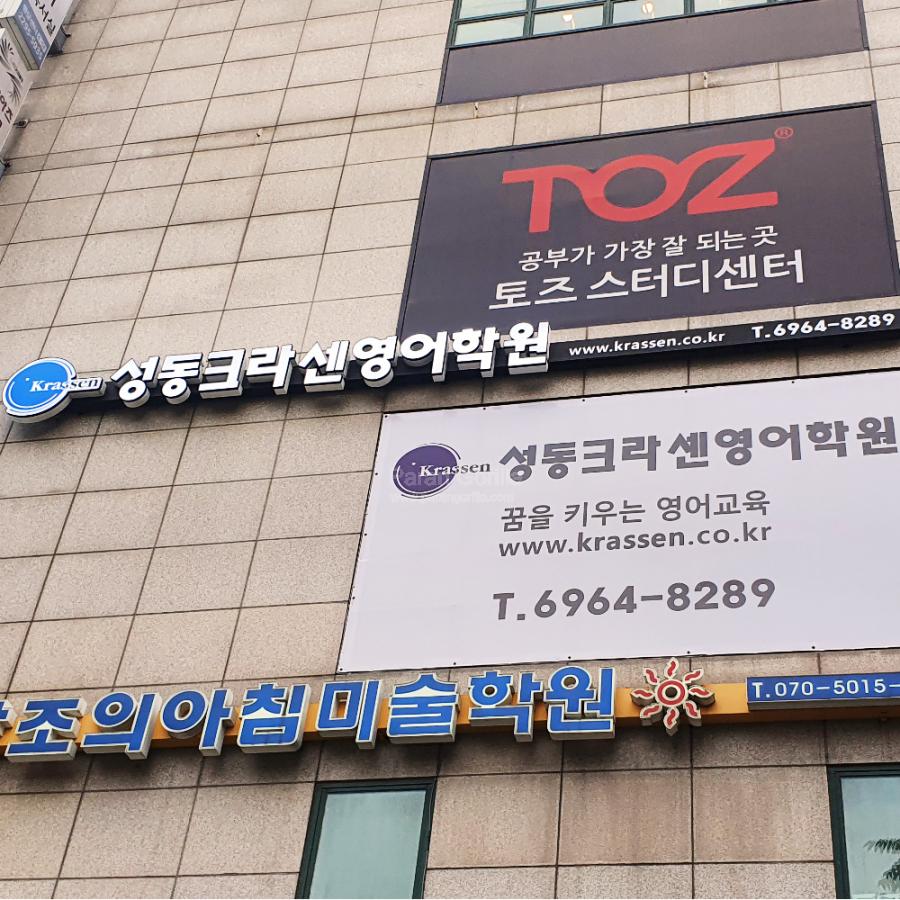 TOZ®
공부가 가장 잘 되는 곳
토즈 스터디센터
Krassen 성동크라센영어학원 www.krassen.co.kr T.6964-8289
Krassen 성동크라센영어학원
꿈을 키우는 영어교육
www.krassen.co.kr
T.6964-8289
조의아침미술학원 T.070-5015-